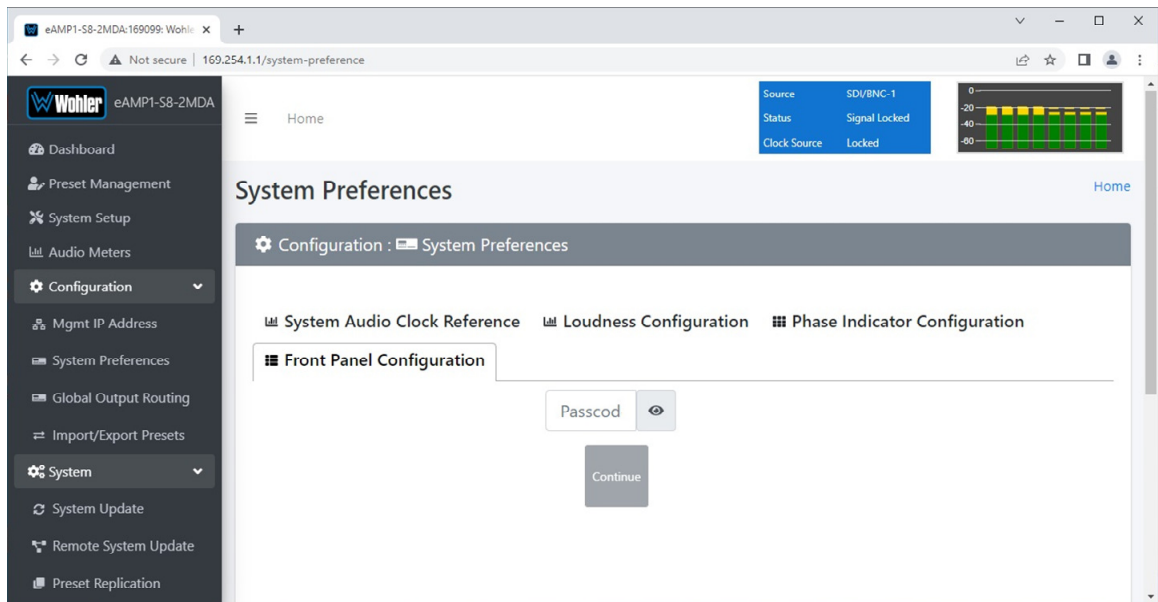 eAMP1-S8-2MDA:169099: Wohle
Not secure | 169.254.1.1/system-preference
Wohler eAMP1-S8-2MDA
Dashboard
Preset Management
System Setup
Audio Meters
Configuration
Mgmt IP Address
System Preferences
Global Output Routing
Import/Export Presets
System
System Update
Remote System Update
Preset Replication
Home
Source SDI/BNC-1
Status Signal Locked
Clock Source Locked
0
-20
-40
-60
System Preferences
Home
Configuration : System Preferences
System Audio Clock Reference Loudness Configuration Phase Indicator Configuration
Front Panel Configuration
Passcod
Continue